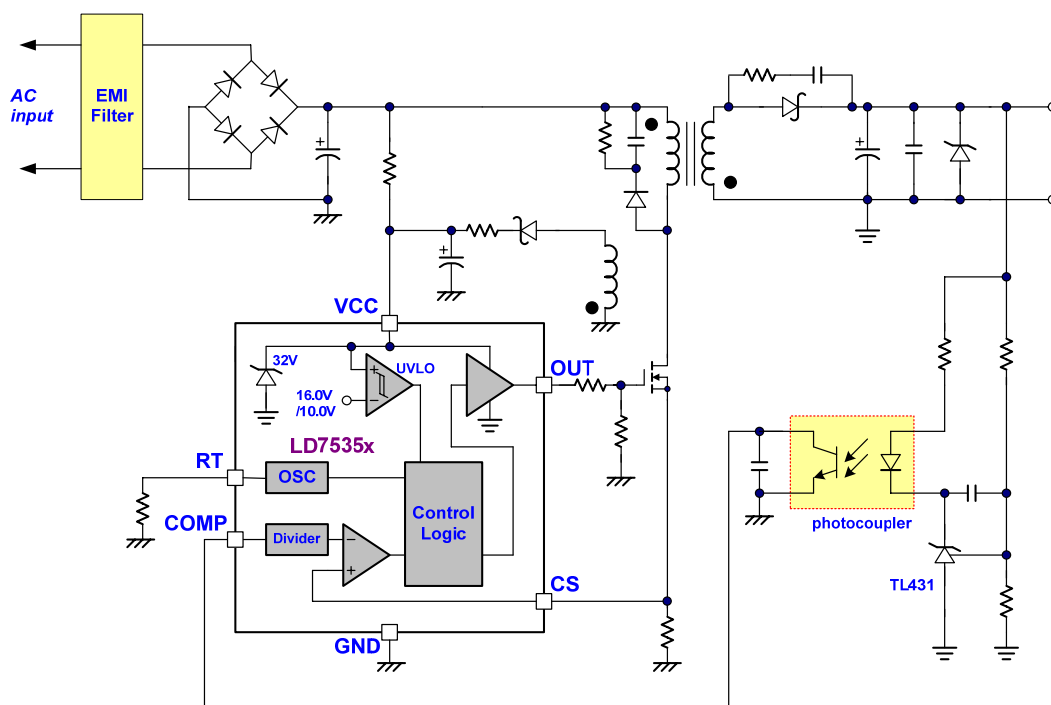 AC
input
EMI
Filter
+
+
+
VCC
32V
+
UVLO
16.0V
/10.0V
−
OUT
LD7535x
RT
OSC
Control
Logic
COMP
Divider
−
+
CS
GND
photocoupler
TL431